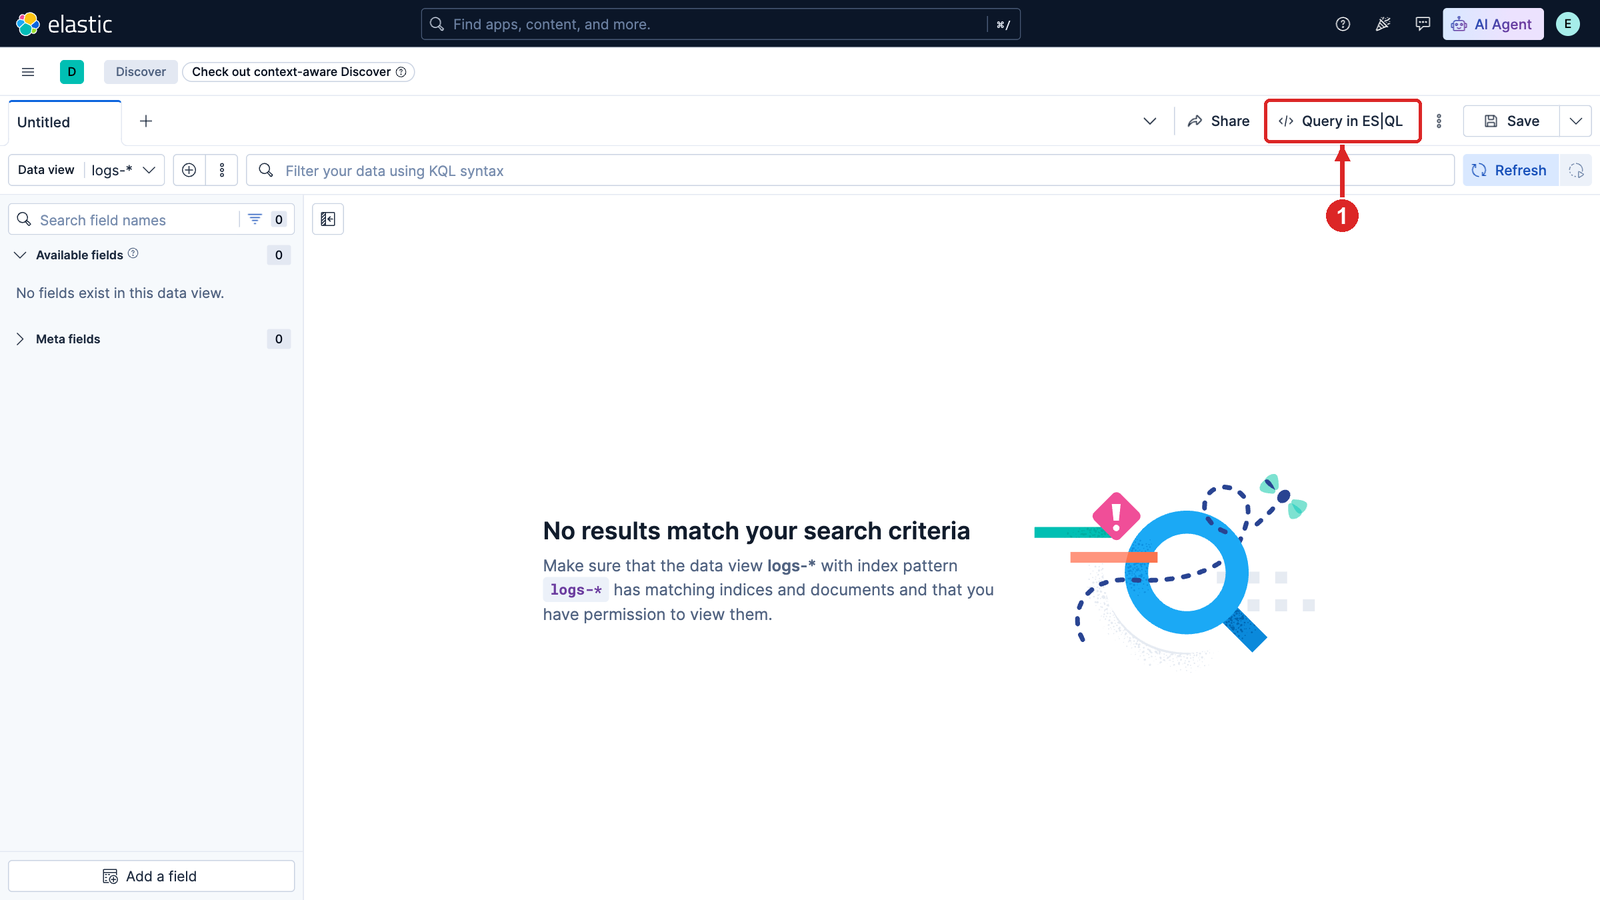 elastic
Find apps, content, and more.
⌘/
AI Agent
E
D
Discover
Check out context-aware Discover
Untitled
Share
Query in ES|QL
Save
Data view
logs-*
Filter your data using KQL syntax
Refresh
Search field names
0
1
Available fields
0
No fields exist in this data view.
Meta fields
0
No results match your search criteria
Make sure that the data view logs-* with index pattern
logs-* has matching indices and documents and that you
have permission to view them.
Add a field